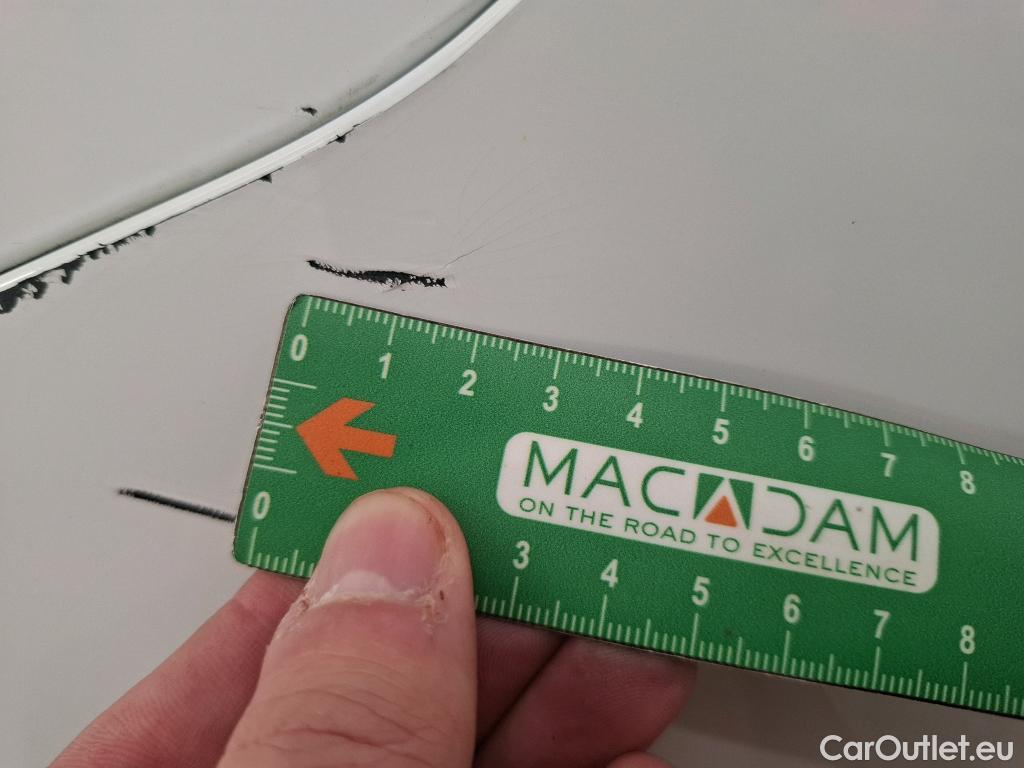 0 1 2 3 4 5 6 7 8
MACADAM
ON THE ROAD TO EXCELLENCE
0 3 4 5 6 7 8
CarOutlet.eu